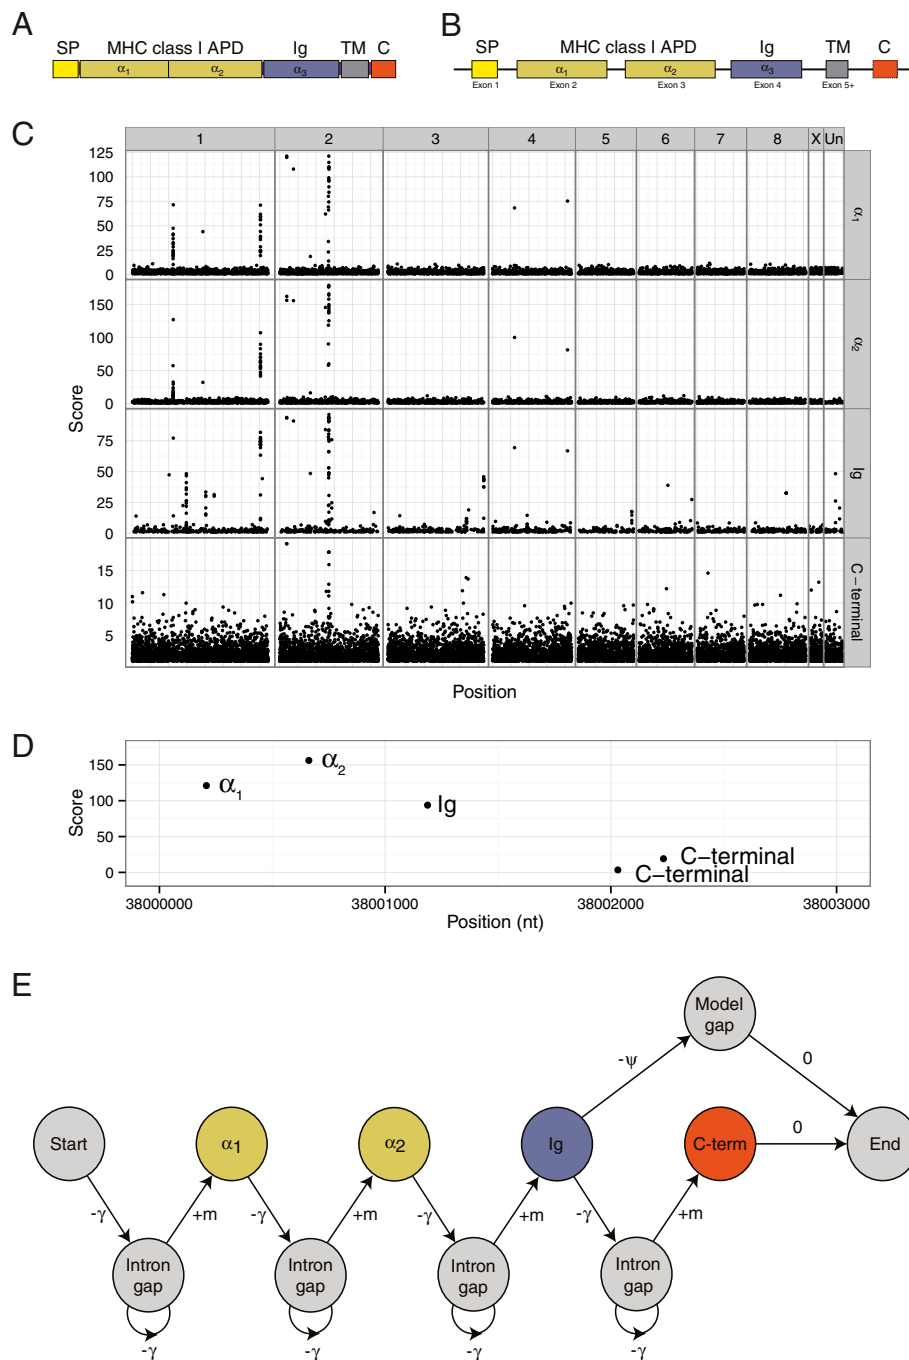 A
SP MHC class I APD Ig TM C
α1 α2 α3
B
SP MHC class I APD Ig TM C
α1 α2 α3
Exon 1 Exon 2 Exon 3 Exon 4 Exon 5+
C
1 2 3 4 5 6 7 8 X Un
125
100
75
50
25
0
α1
150
100
50
0
α2
75
50
25
0
Ig
15
10
5
C−terminal
Score
Position
D
150
100
50
0
Score
α1
α2
Ig
C−terminal
C−terminal
38000000 38001000 38002000 38003000
Position (nt)
E
Model gap
-ψ 0
Start α1 α2 Ig C-term 0 End
-γ +m -γ +m -γ +m -γ +m
Intron gap Intron gap Intron gap Intron gap
-γ -γ -γ -γ